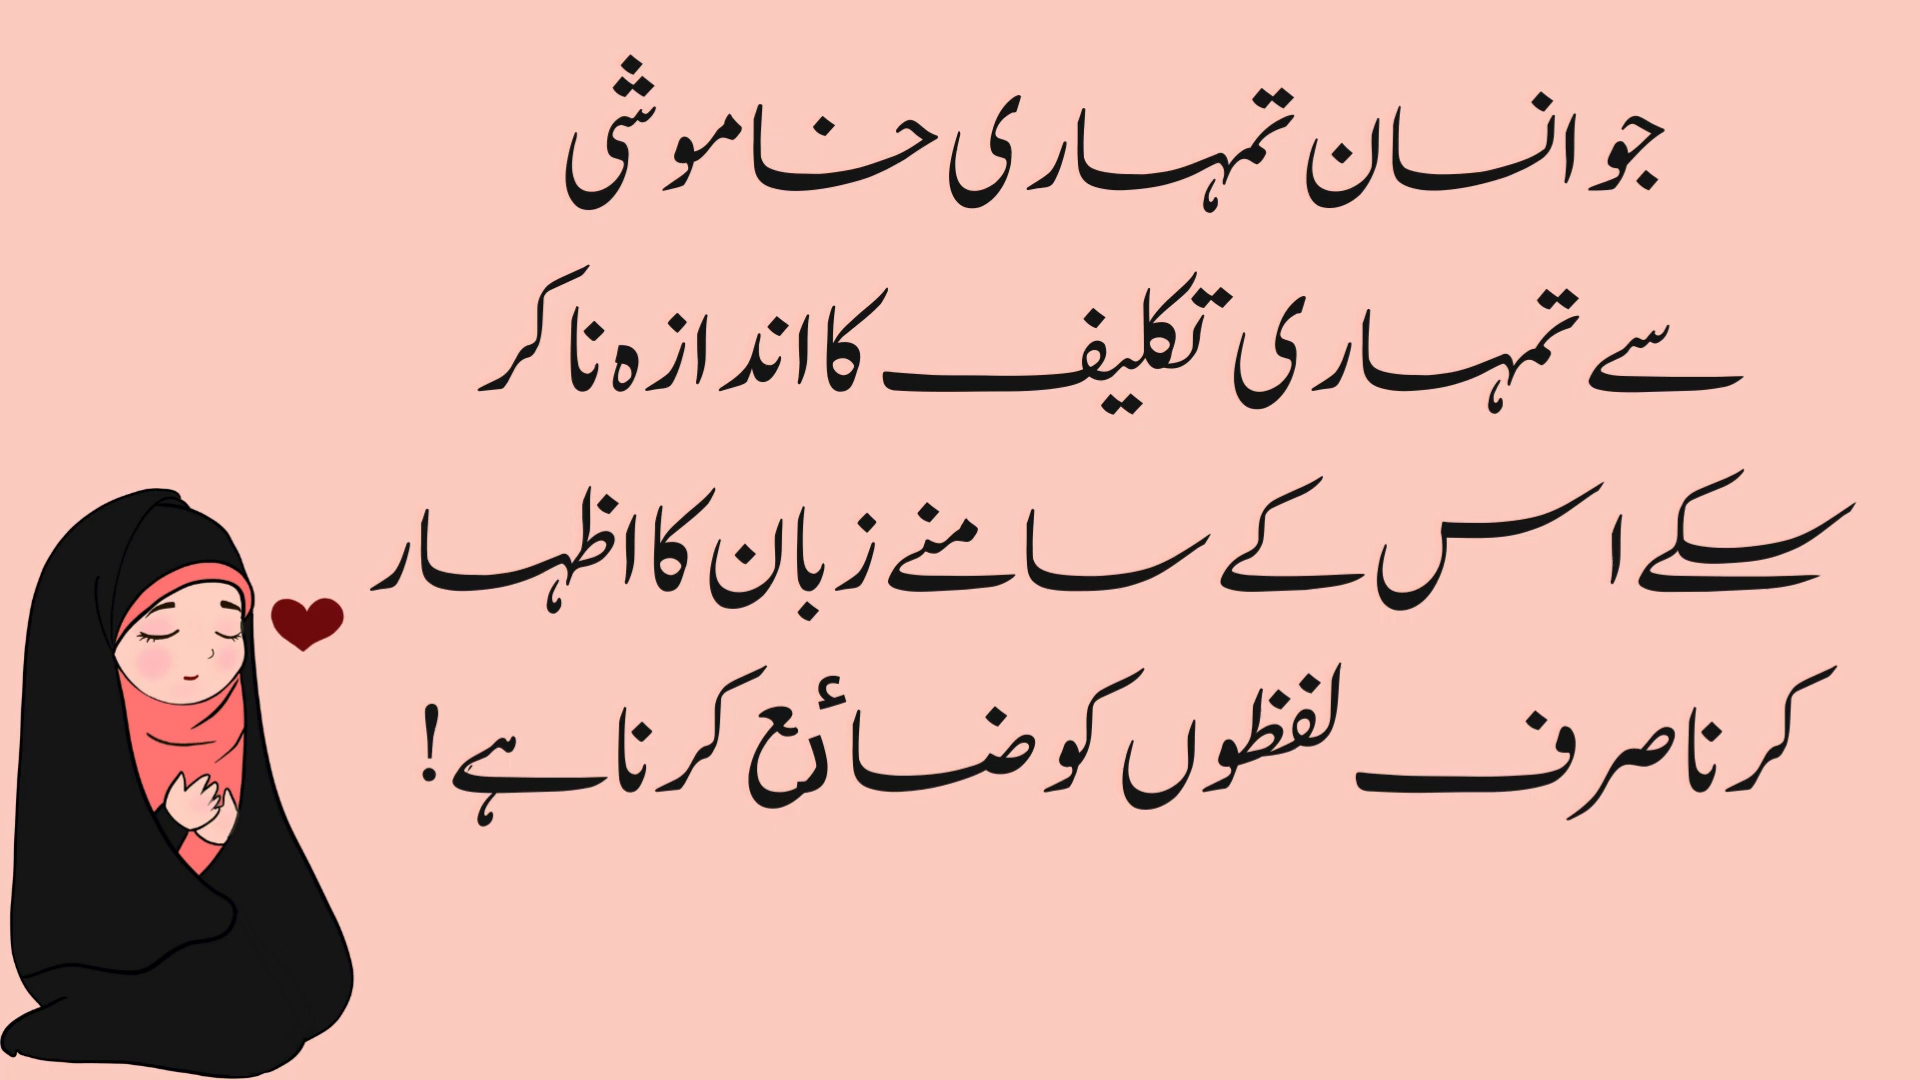 جو انسان تمہاری خاموشی
سے تمہاری تکلیف کا اندازہ نا کر
سکے اس کے سامنے زبان کا اظہار
کرنا صرف لفظوں کو ضائع کرنا ہے!